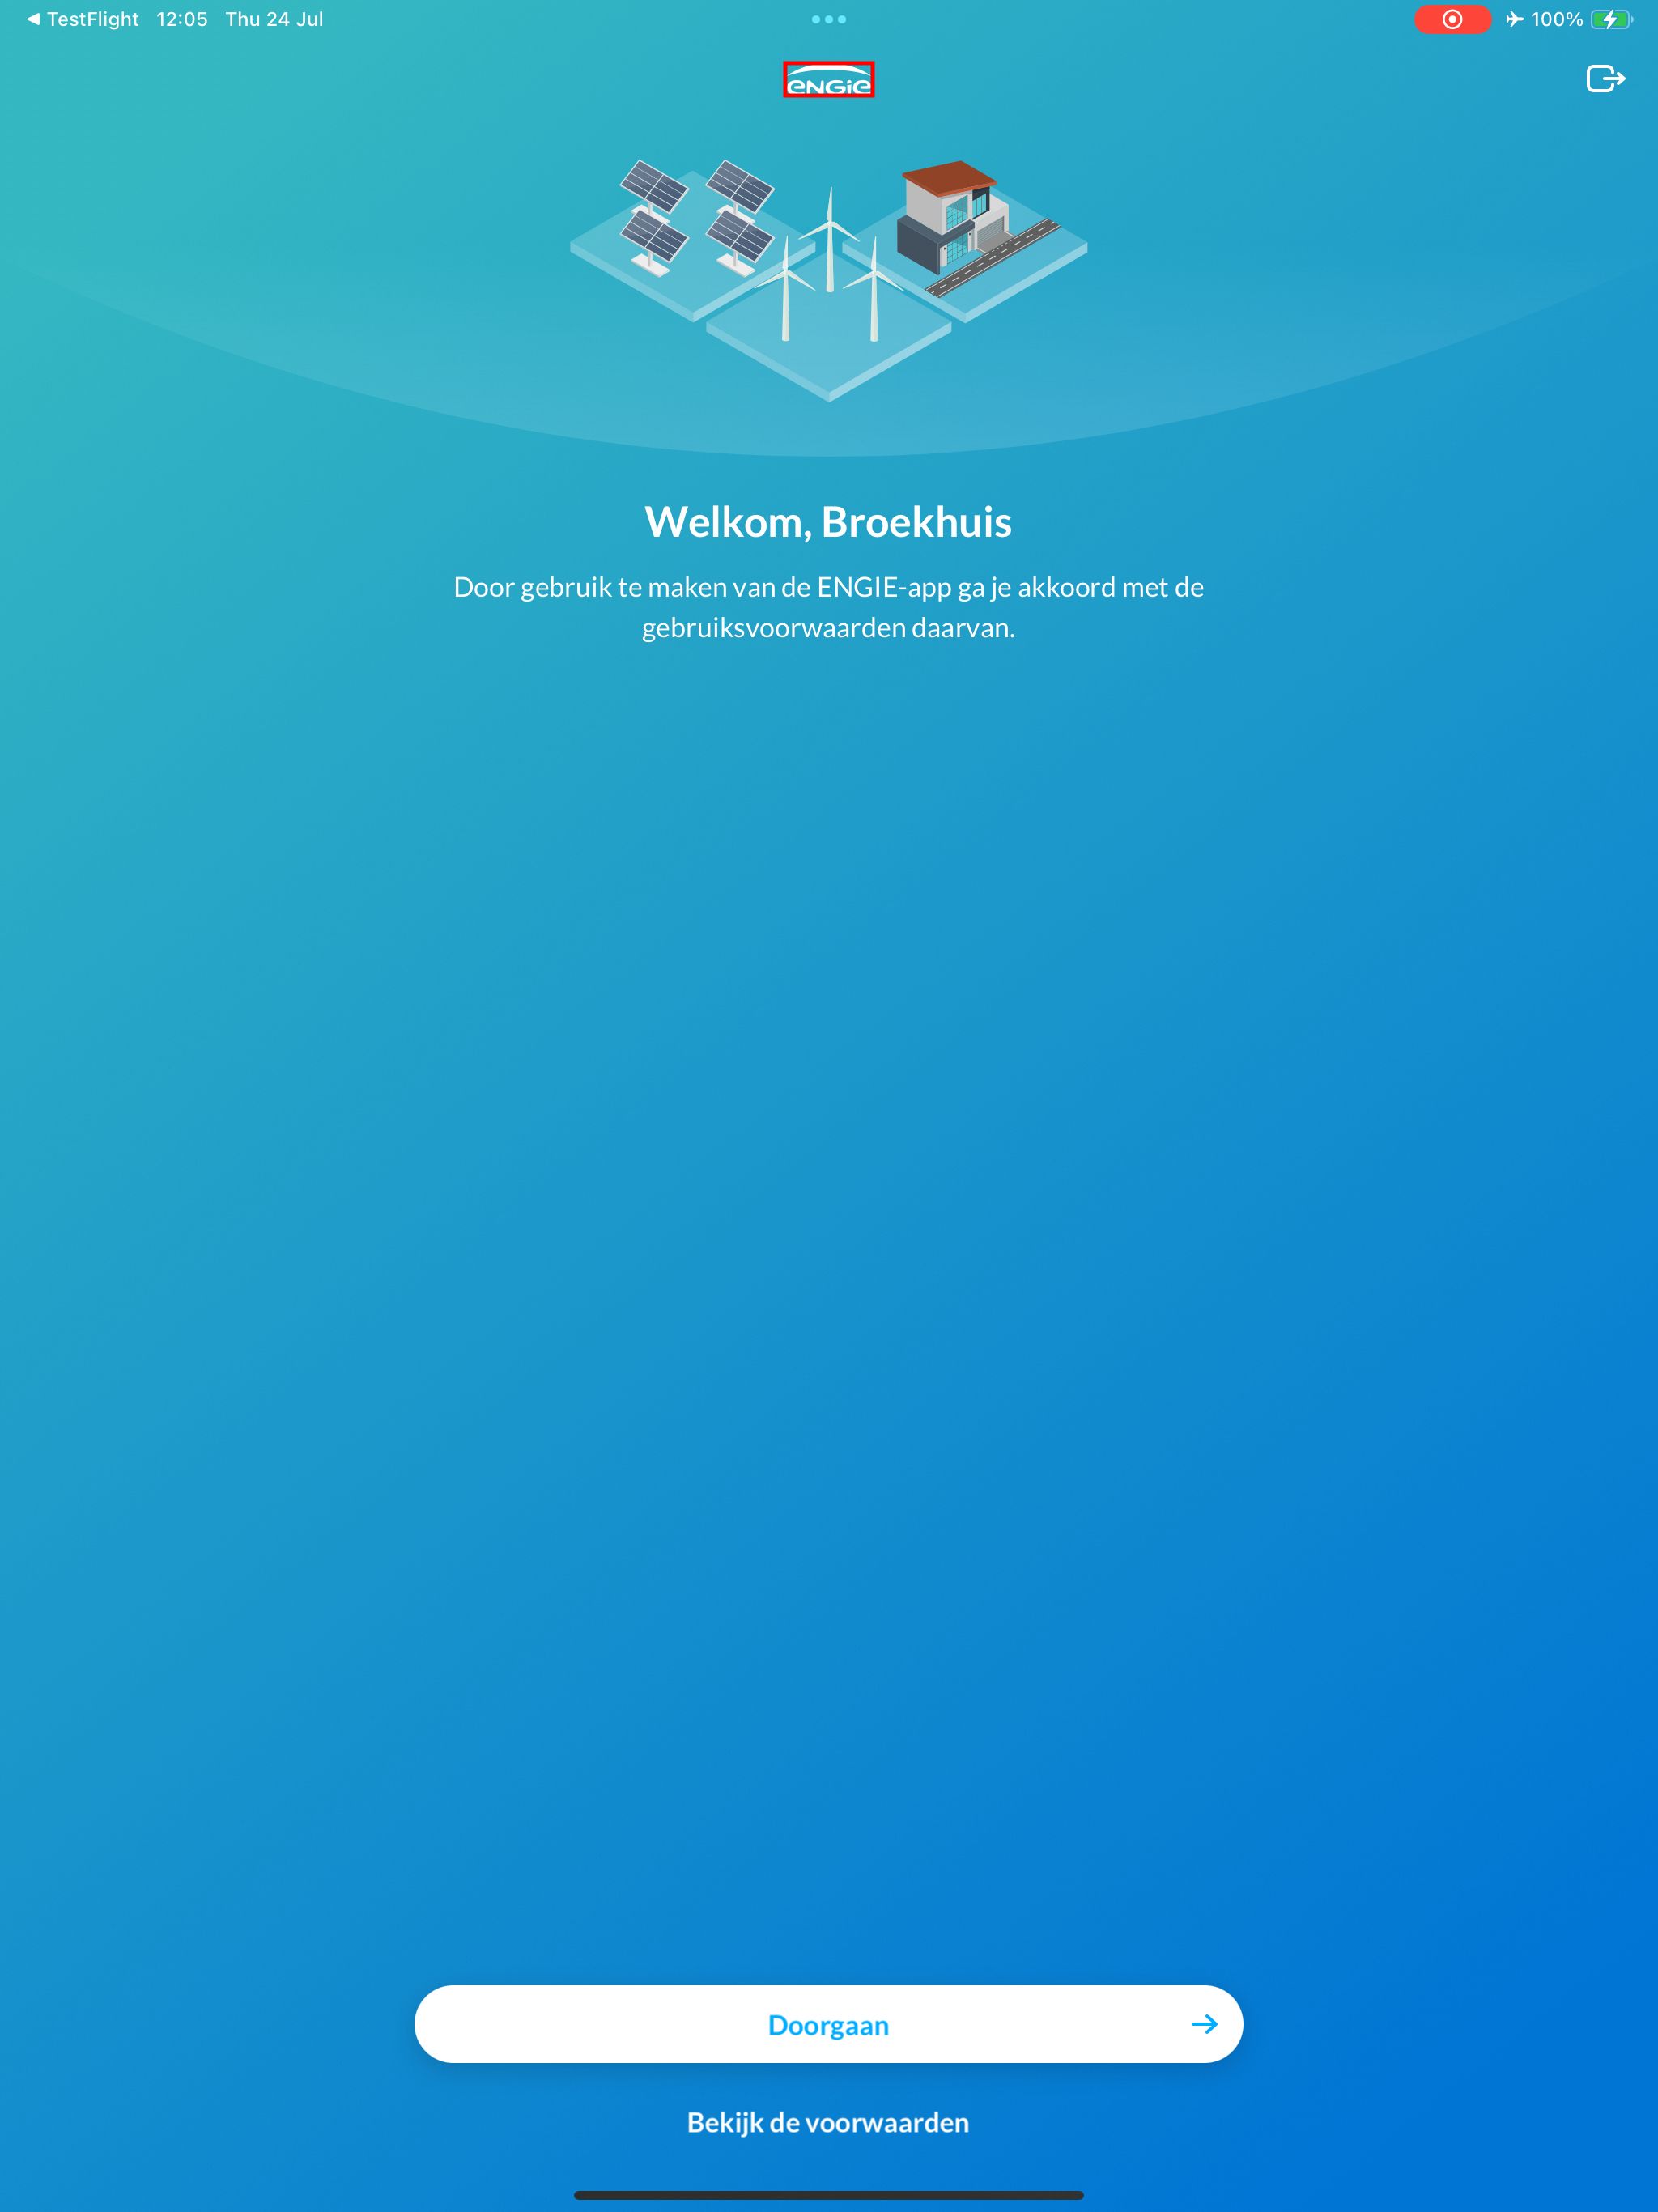 TestFlight 12:05 Thu 24 Jul 100%
ENGIE
Welkom, Broekhuis
Door gebruik te maken van de ENGIE-app ga je akkoord met de
gebruiksvoorwaarden daarvan.
Doorgaan
Bekijk de voorwaarden